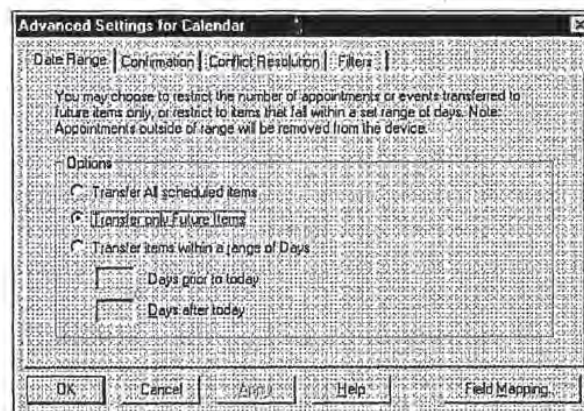 Advanced Settings for Calendar
Date Range Confirmation Conflict Resolution Filters
You may choose to restrict the number of appointments or events transferred to
future items only, or restrict to items that fall within a set range of days. Note:
Appointments outside of range will be removed from the device.
Options
Transfer All scheduled items
Transfer only Future Items
Transfer items within a range of Days
Days prior to today
Days after today
OK Cancel Apply Help Field Mapping...